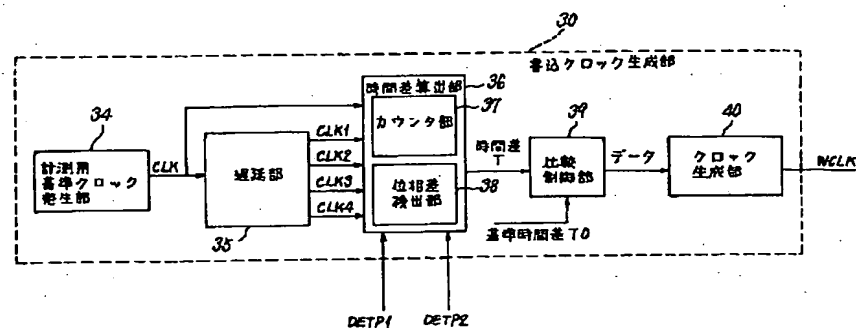 30
書込クロック生成部
34
計測用
基準クロック
発生部
CLK
遅延部
35
CLK1
CLK2
CLK3
CLK4
時間差算出部
36
カウンタ部
37
位相差
検出部
38
時間差
T
39
比較
制御部
基準時間差T0
データ
40
クロック
生成部
WCLK
DETP1
DETP2